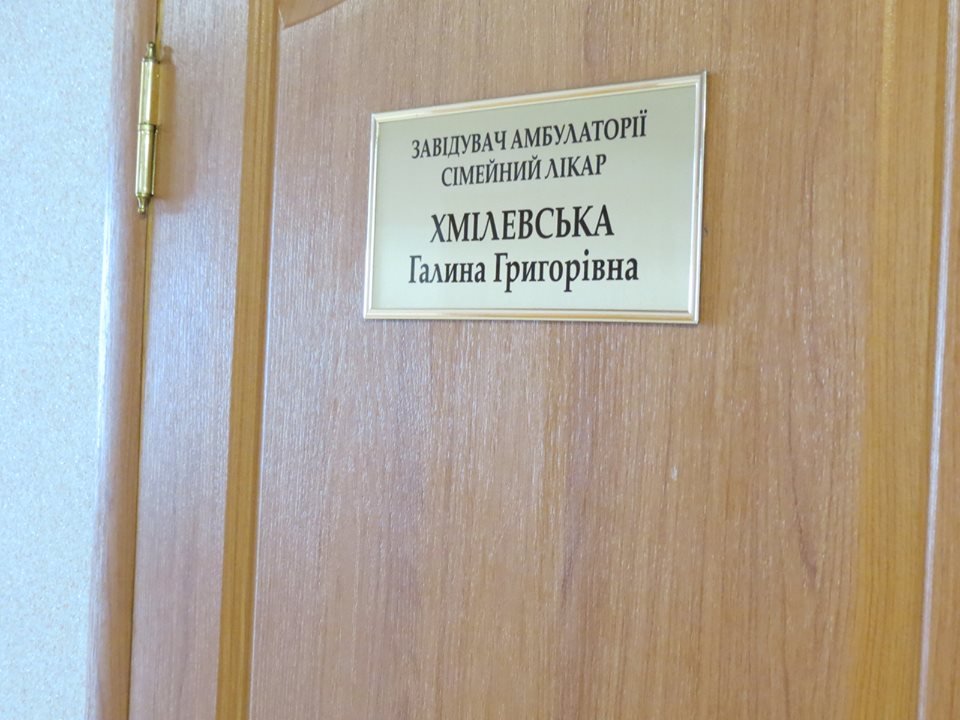 ЗАВІДУВАЧ АМБУЛАТОРІЇ
СІМЕЙНИЙ ЛІКАР
ХМІЛЕВСЬКА
Галина Григорівна